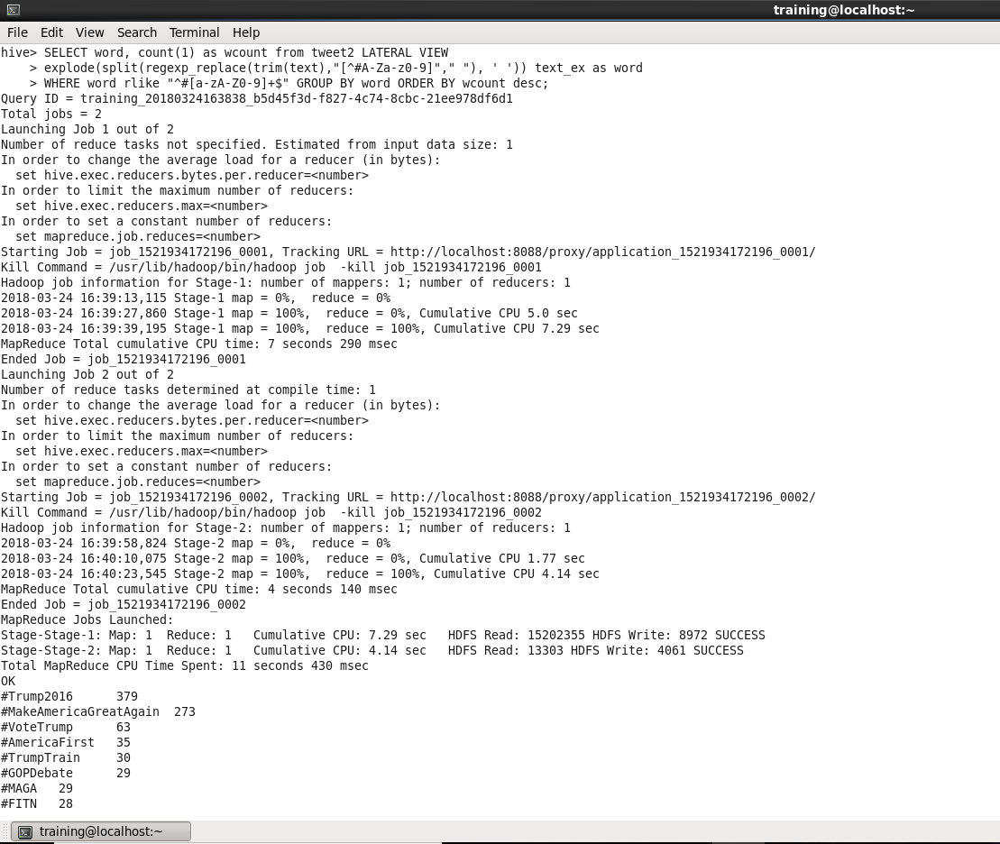 training@localhost:~
File Edit View Search Terminal Help
hive> SELECT word, count(1) as wcount from tweet2 LATERAL VIEW
    > explode(split(regexp_replace(trim(text),"[^#A-Za-z0-9]"," "), ' ')) text_ex as word
    > WHERE word rlike "^#[a-zA-Z0-9]+$" GROUP BY word ORDER BY wcount desc;
Query ID = training_20180324163838_b5d45f3d-f827-4c74-8cbc-21ee978df6d1
Total jobs = 2
Launching Job 1 out of 2
Number of reduce tasks not specified. Estimated from input data size: 1
In order to change the average load for a reducer (in bytes):
  set hive.exec.reducers.bytes.per.reducer=<number>
In order to limit the maximum number of reducers:
  set hive.exec.reducers.max=<number>
In order to set a constant number of reducers:
  set mapreduce.job.reduces=<number>
Starting Job = job_1521934172196_0001, Tracking URL = http://localhost:8088/proxy/application_1521934172196_0001/
Kill Command = /usr/lib/hadoop/bin/hadoop job  -kill job_1521934172196_0001
Hadoop job information for Stage-1: number of mappers: 1; number of reducers: 1
2018-03-24 16:39:13,115 Stage-1 map = 0%,  reduce = 0%
2018-03-24 16:39:27,860 Stage-1 map = 100%,  reduce = 0%, Cumulative CPU 5.0 sec
2018-03-24 16:39:39,195 Stage-1 map = 100%,  reduce = 100%, Cumulative CPU 7.29 sec
MapReduce Total cumulative CPU time: 7 seconds 290 msec
Ended Job = job_1521934172196_0001
Launching Job 2 out of 2
Number of reduce tasks determined at compile time: 1
In order to change the average load for a reducer (in bytes):
  set hive.exec.reducers.bytes.per.reducer=<number>
In order to limit the maximum number of reducers:
  set hive.exec.reducers.max=<number>
In order to set a constant number of reducers:
  set mapreduce.job.reduces=<number>
Starting Job = job_1521934172196_0002, Tracking URL = http://localhost:8088/proxy/application_1521934172196_0002/
Kill Command = /usr/lib/hadoop/bin/hadoop job  -kill job_1521934172196_0002
Hadoop job information for Stage-2: number of mappers: 1; number of reducers: 1
2018-03-24 16:39:58,824 Stage-2 map = 0%,  reduce = 0%
2018-03-24 16:40:10,075 Stage-2 map = 100%,  reduce = 0%, Cumulative CPU 1.77 sec
2018-03-24 16:40:23,545 Stage-2 map = 100%,  reduce = 100%, Cumulative CPU 4.14 sec
MapReduce Total cumulative CPU time: 4 seconds 140 msec
Ended Job = job_1521934172196_0002
MapReduce Jobs Launched:
Stage-Stage-1: Map: 1  Reduce: 1   Cumulative CPU: 7.29 sec   HDFS Read: 15202355 HDFS Write: 8972 SUCCESS
Stage-Stage-2: Map: 1  Reduce: 1   Cumulative CPU: 4.14 sec   HDFS Read: 13303 HDFS Write: 4061 SUCCESS
Total MapReduce CPU Time Spent: 11 seconds 430 msec
OK
#Trump2016      379
#MakeAmericaGreatAgain  273
#VoteTrump      63
#AmericaFirst   35
#TrumpTrain     30
#GOPDebate      29
#MAGA   29
#FITN   28
training@localhost:~